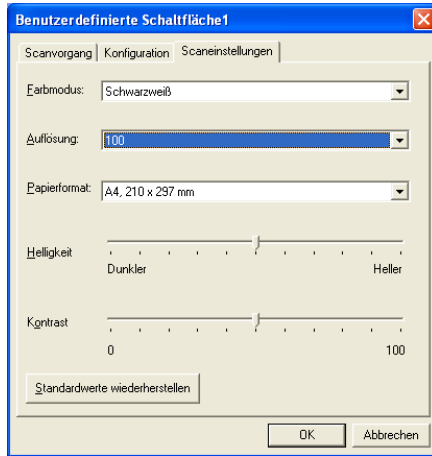 Benutzerdefinierte Schaltfläche1
Scanvorgang Konfiguration Scaneinstellungen
Farbmodus: Schwarzweiß
Auflösung: 100
Papierformat: A4, 210 x 297 mm
Helligkeit
Dunkler Heller
Kontrast
0 100
Standardwerte wiederherstellen
OK Abbrechen